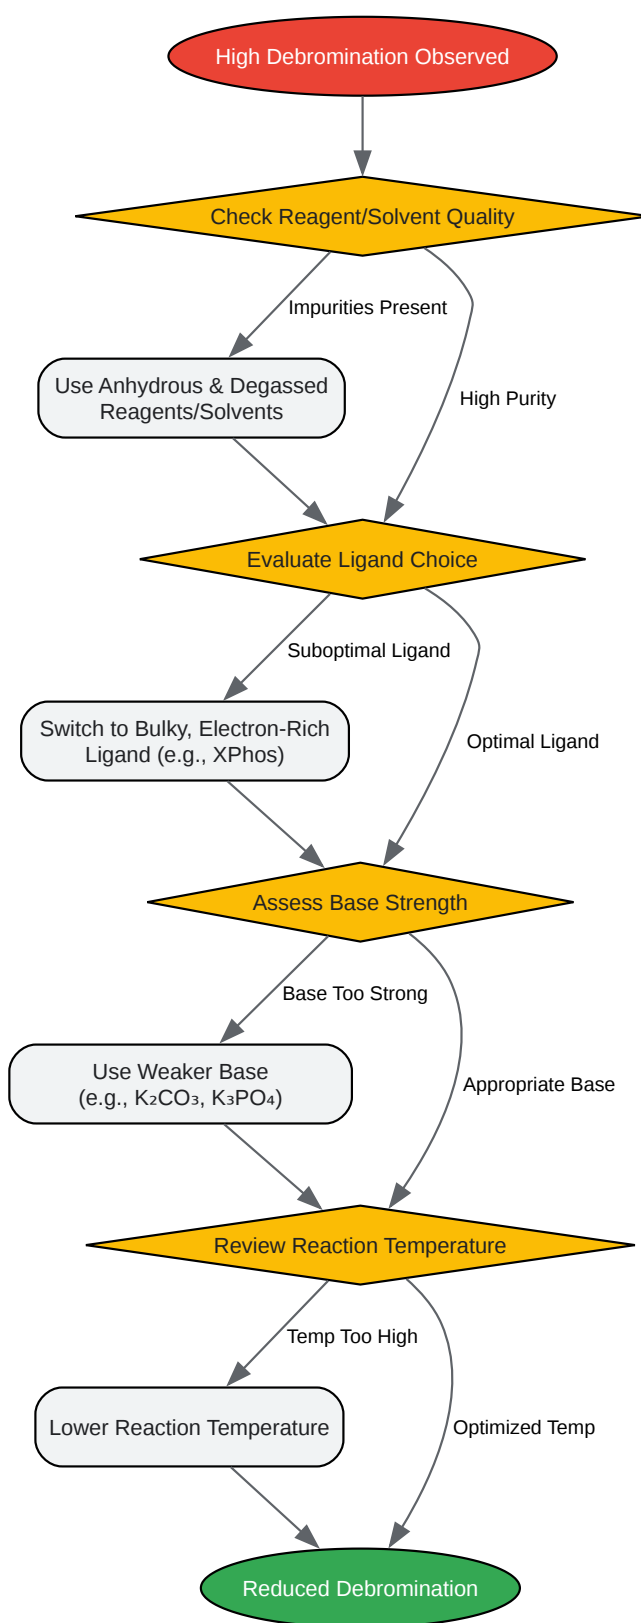 High Debromination Observed
Check Reagent/Solvent Quality
Impurities Present
Use Anhydrous & Degassed
Reagents/Solvents
High Purity
Evaluate Ligand Choice
Suboptimal Ligand
Switch to Bulky, Electron-Rich
Ligand (e.g., XPhos)
Optimal Ligand
Assess Base Strength
Base Too Strong
Use Weaker Base
(e.g., K₂CO₃, K₃PO₄)
Appropriate Base
Review Reaction Temperature
Temp Too High
Lower Reaction Temperature
Optimized Temp
Reduced Debromination